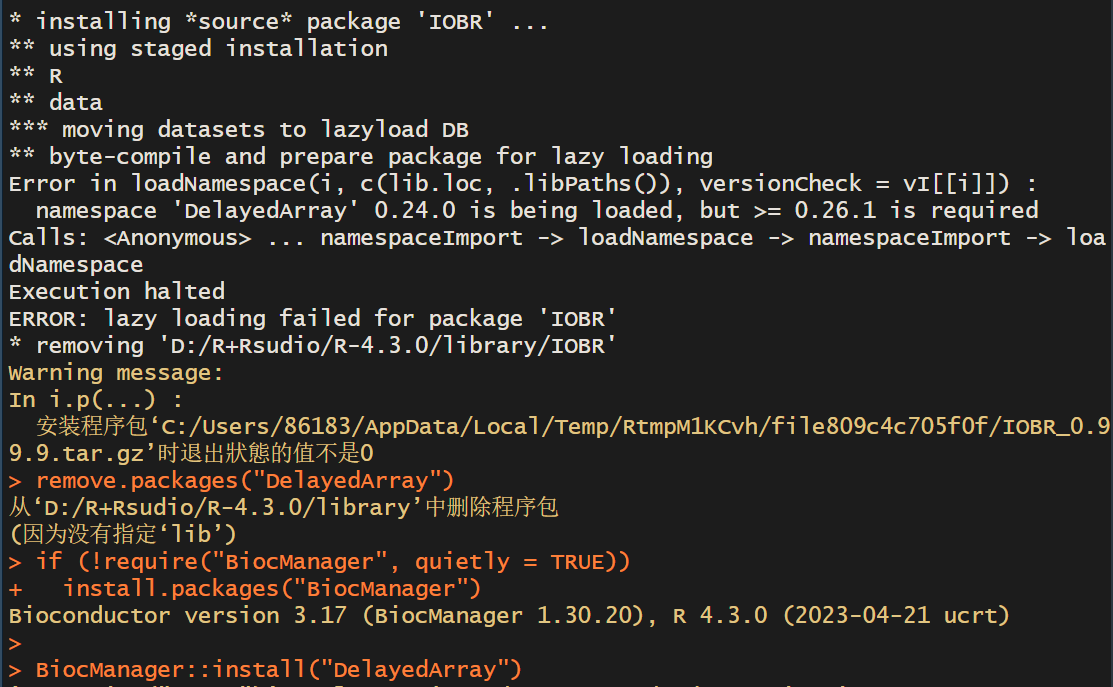 * installing *source* package 'IOBR' ...
** using staged installation
** R
** data
*** moving datasets to lazyload DB
** byte-compile and prepare package for lazy loading
Error in loadNamespace(i, c(lib.loc, .libPaths()), versionCheck = vI[[i]]) :
  namespace 'DelayedArray' 0.24.0 is being loaded, but >= 0.26.1 is required
Calls: <Anonymous> ... namespaceImport -> loadNamespace -> namespaceImport -> loa
dNamespace
Execution halted
ERROR: lazy loading failed for package 'IOBR'
* removing 'D:/R+Rsudio/R-4.3.0/library/IOBR'
Warning message:
In i.p(...) :
  安装程序包‘C:/Users/86183/AppData/Local/Temp/RtmpM1KCvh/file809c4c705f0f/IOBR_0.9
9.9.tar.gz’时退出狀態的值不是0
> remove.packages("DelayedArray")
从‘D:/R+Rsudio/R-4.3.0/library’中删除程序包
(因为没有指定‘lib’)
> if (!require("BiocManager", quietly = TRUE))
+   install.packages("BiocManager")
Bioconductor version 3.17 (BiocManager 1.30.20), R 4.3.0 (2023-04-21 ucrt)
>
> BiocManager::install("DelayedArray")